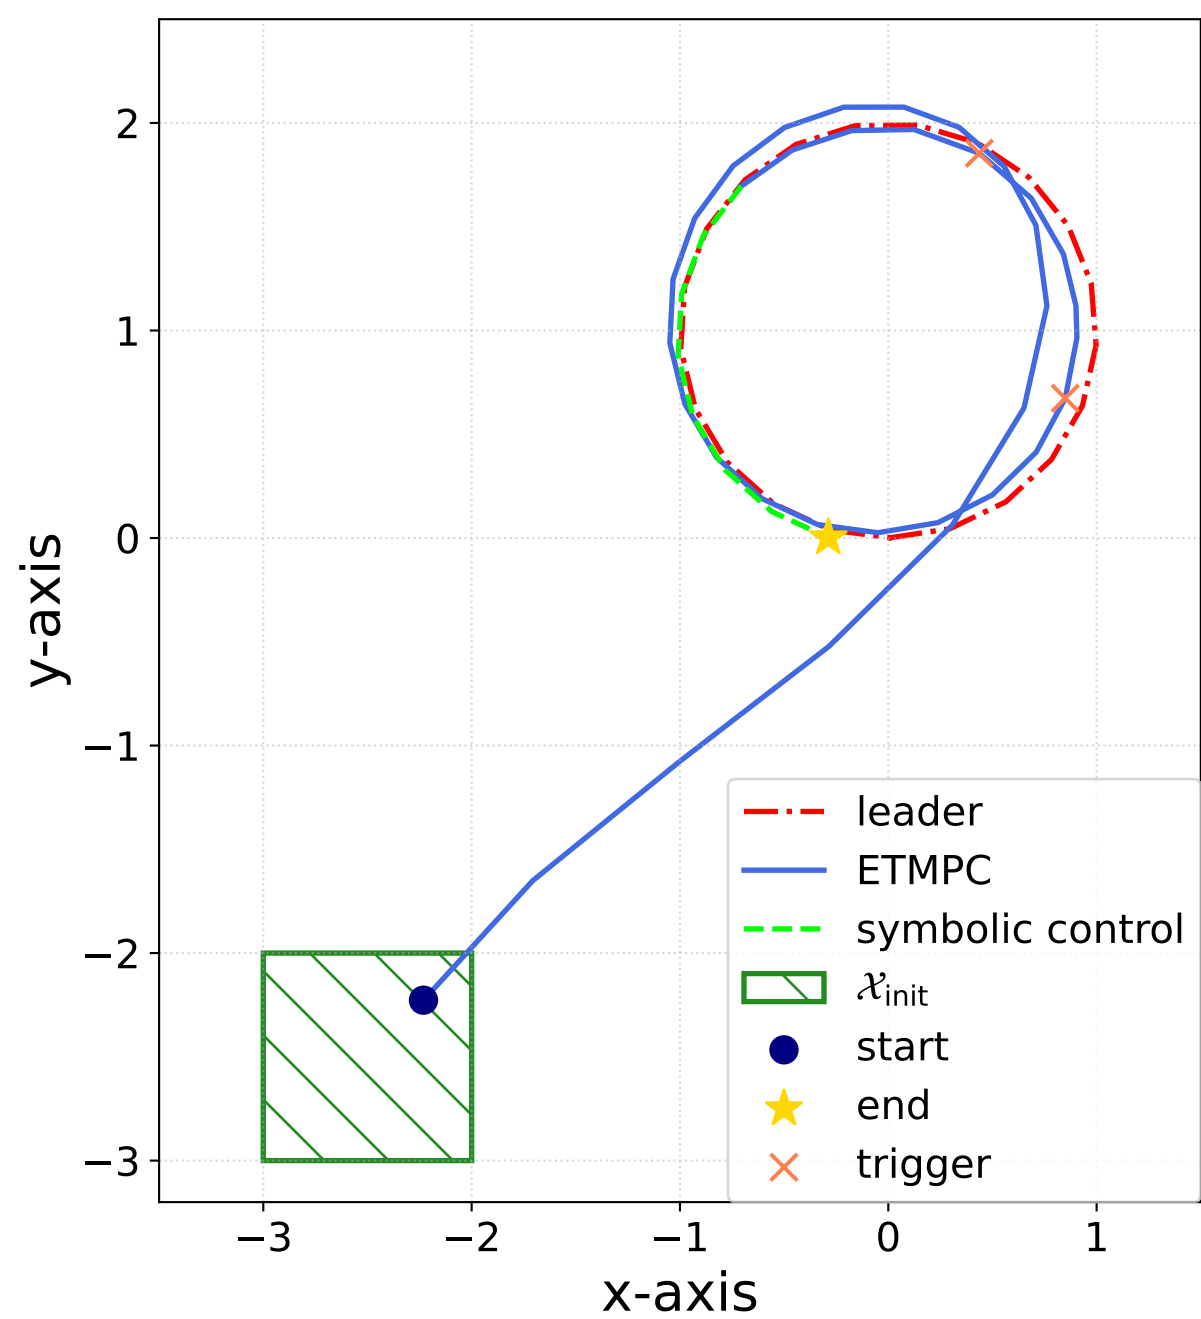 2
1
0
−1
−2
−3
y-axis
leader
ETMPC
symbolic control
𝒳init
start
end
trigger
−3 −2 −1 0 1
x-axis